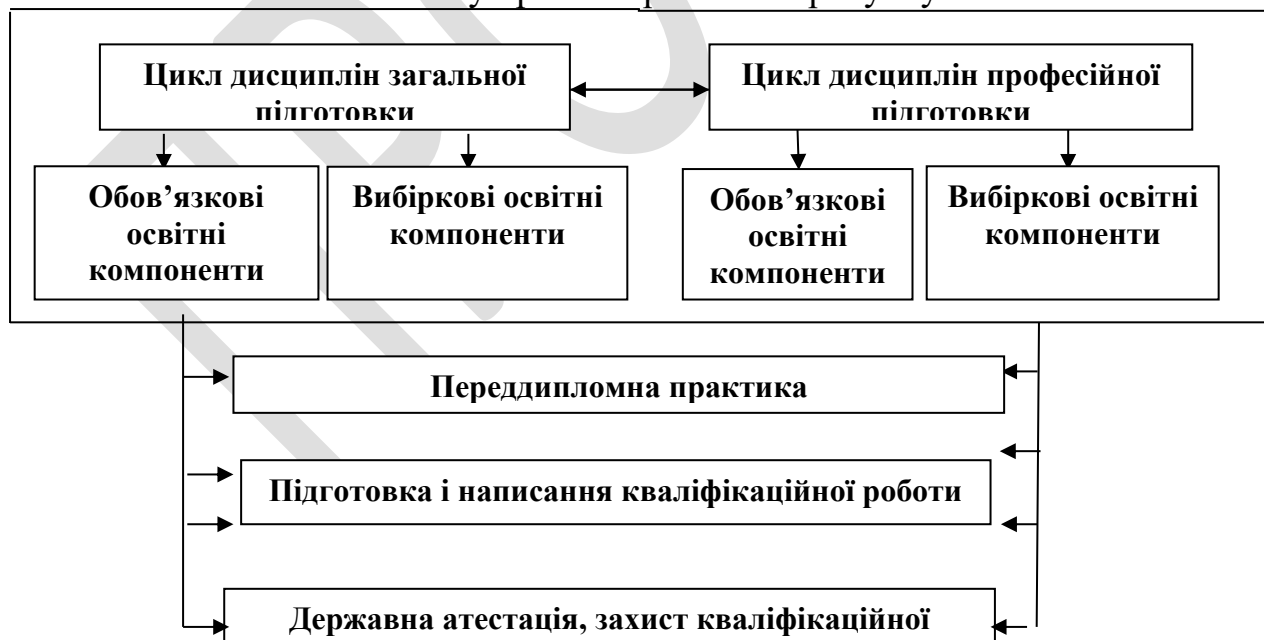 Цикл дисциплін загальної
підготовки
Цикл дисциплін професійної
підготовки
Обов’язкові
освітні
компоненти
Вибіркові освітні
компоненти
Обов’язкові
освітні
компоненти
Вибіркові освітні
компоненти
Переддипломна практика
Підготовка і написання кваліфікаційної роботи
Державна атестація, захист кваліфікаційної